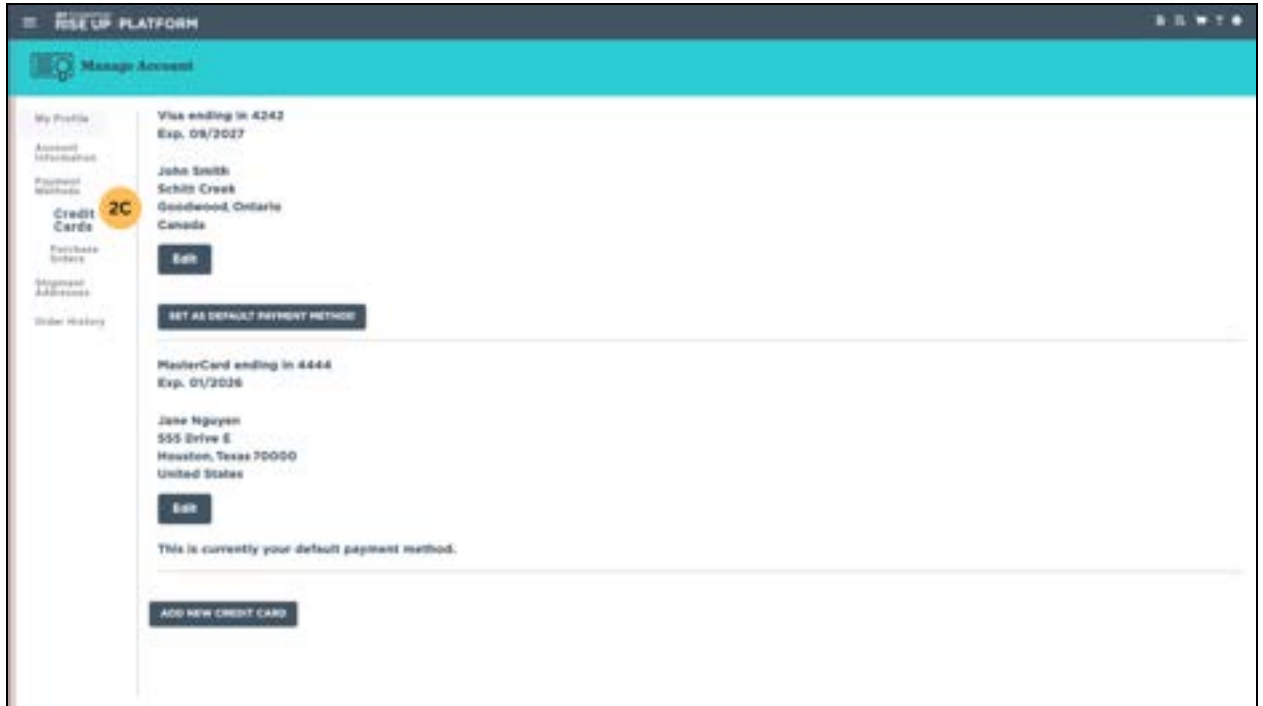 RISE UP PLATFORM
Manage Account
My Profile
Account
Information
Payment
Methods
Credit
Cards
2C
Purchase
Orders
Shipment
Addresses
Order History
Visa ending in 4242
Exp. 09/2027
John Smith
Schitt Creek
Goodwood, Ontario
Canada
Edit
SET AS DEFAULT PAYMENT METHOD
MasterCard ending in 4444
Exp. 01/2026
Jane Nguyen
555 Drive E
Houston, Texas 70000
United States
Edit
This is currently your default payment method.
ADD NEW CREDIT CARD